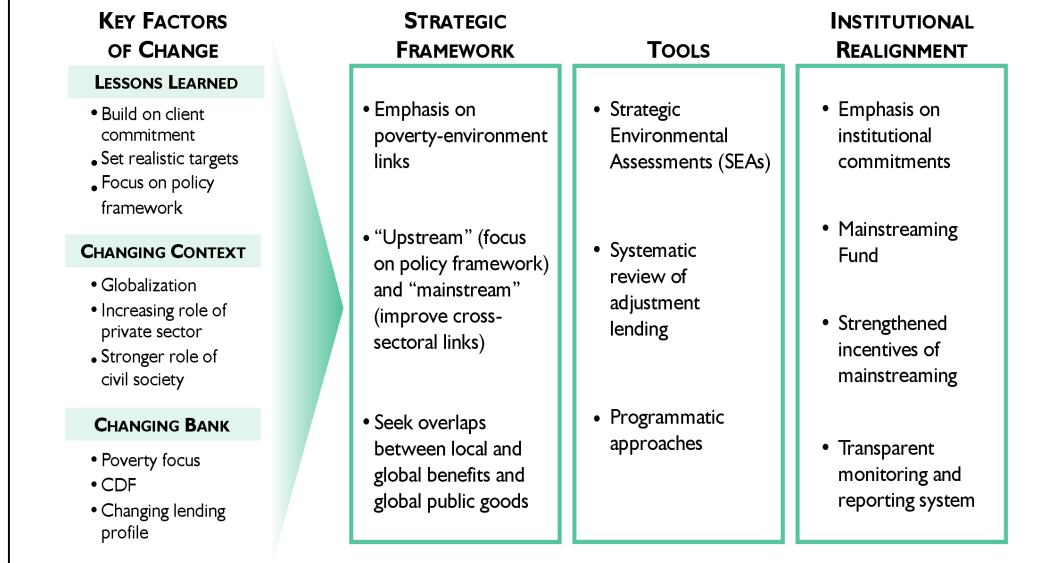 KEY FACTORS
OF CHANGE
LESSONS LEARNED
• Build on client
commitment
• Set realistic targets
• Focus on policy
framework
CHANGING CONTEXT
• Globalization
• Increasing role of
private sector
• Stronger role of
civil society
CHANGING BANK
• Poverty focus
• CDF
• Changing lending
profile
STRATEGIC
FRAMEWORK
• Emphasis on
poverty-environment
links
• “Upstream” (focus
on policy framework)
and “mainstream”
(improve cross-
sectoral links)
• Seek overlaps
between local and
global benefits and
global public goods
TOOLS
• Strategic
Environmental
Assessments (SEAs)
• Systematic
review of
adjustment
lending
• Programmatic
approaches
INSTITUTIONAL
REALIGNMENT
• Emphasis on
institutional
commitments
• Mainstreaming
Fund
• Strengthened
incentives of
mainstreaming
• Transparent
monitoring and
reporting system